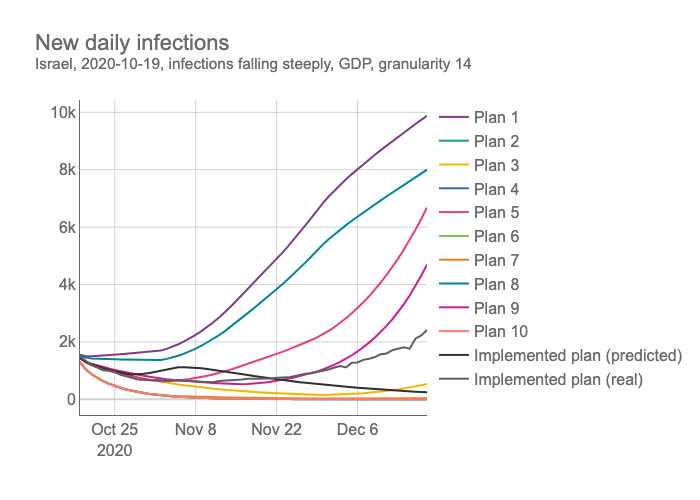 New daily infections
Israel, 2020-10-19, infections falling steeply, GDP, granularity 14
10k
8k
6k
4k
2k
0
Oct 25
2020
Nov 8
Nov 22
Dec 6
Plan 1
Plan 2
Plan 3
Plan 4
Plan 5
Plan 6
Plan 7
Plan 8
Plan 9
Plan 10
Implemented plan (predicted)
Implemented plan (real)